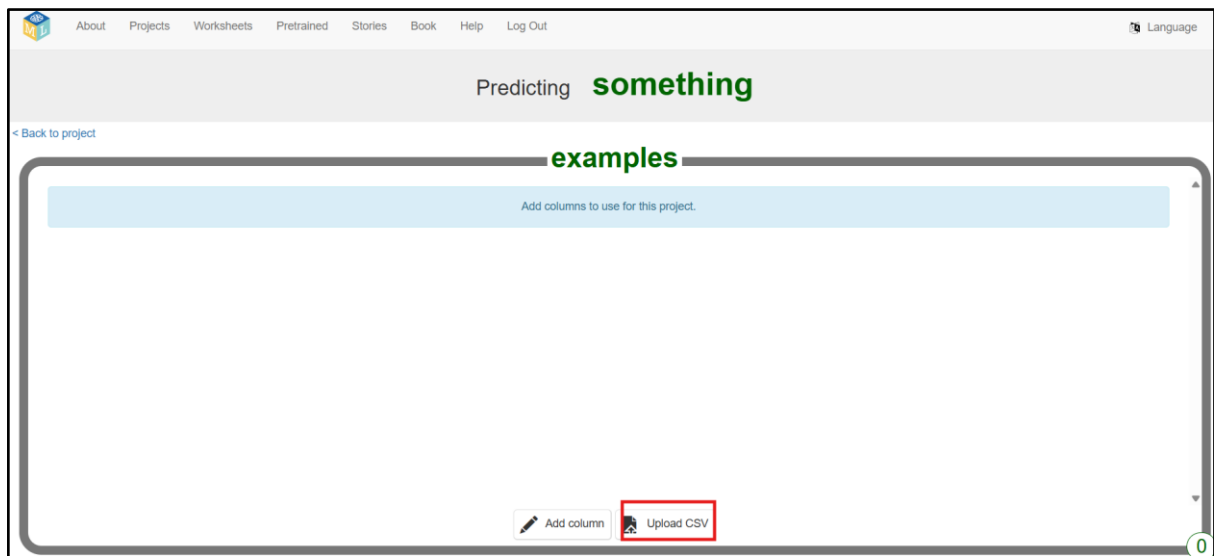 About Projects Worksheets Pretrained Stories Book Help Log Out Language
Predicting something
< Back to project
examples
Add columns to use for this project.
Add column Upload CSV
0